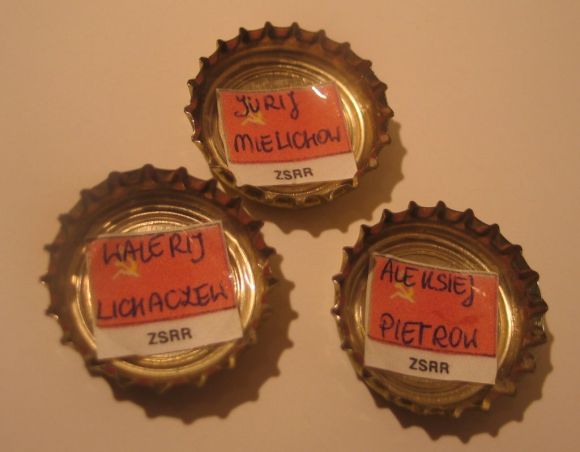 JURIJ
MIELICHOW
ZSRR
WALERIJ
LICHACZEW
ZSRR
ALEKSIEJ
PIETROW
ZSRR